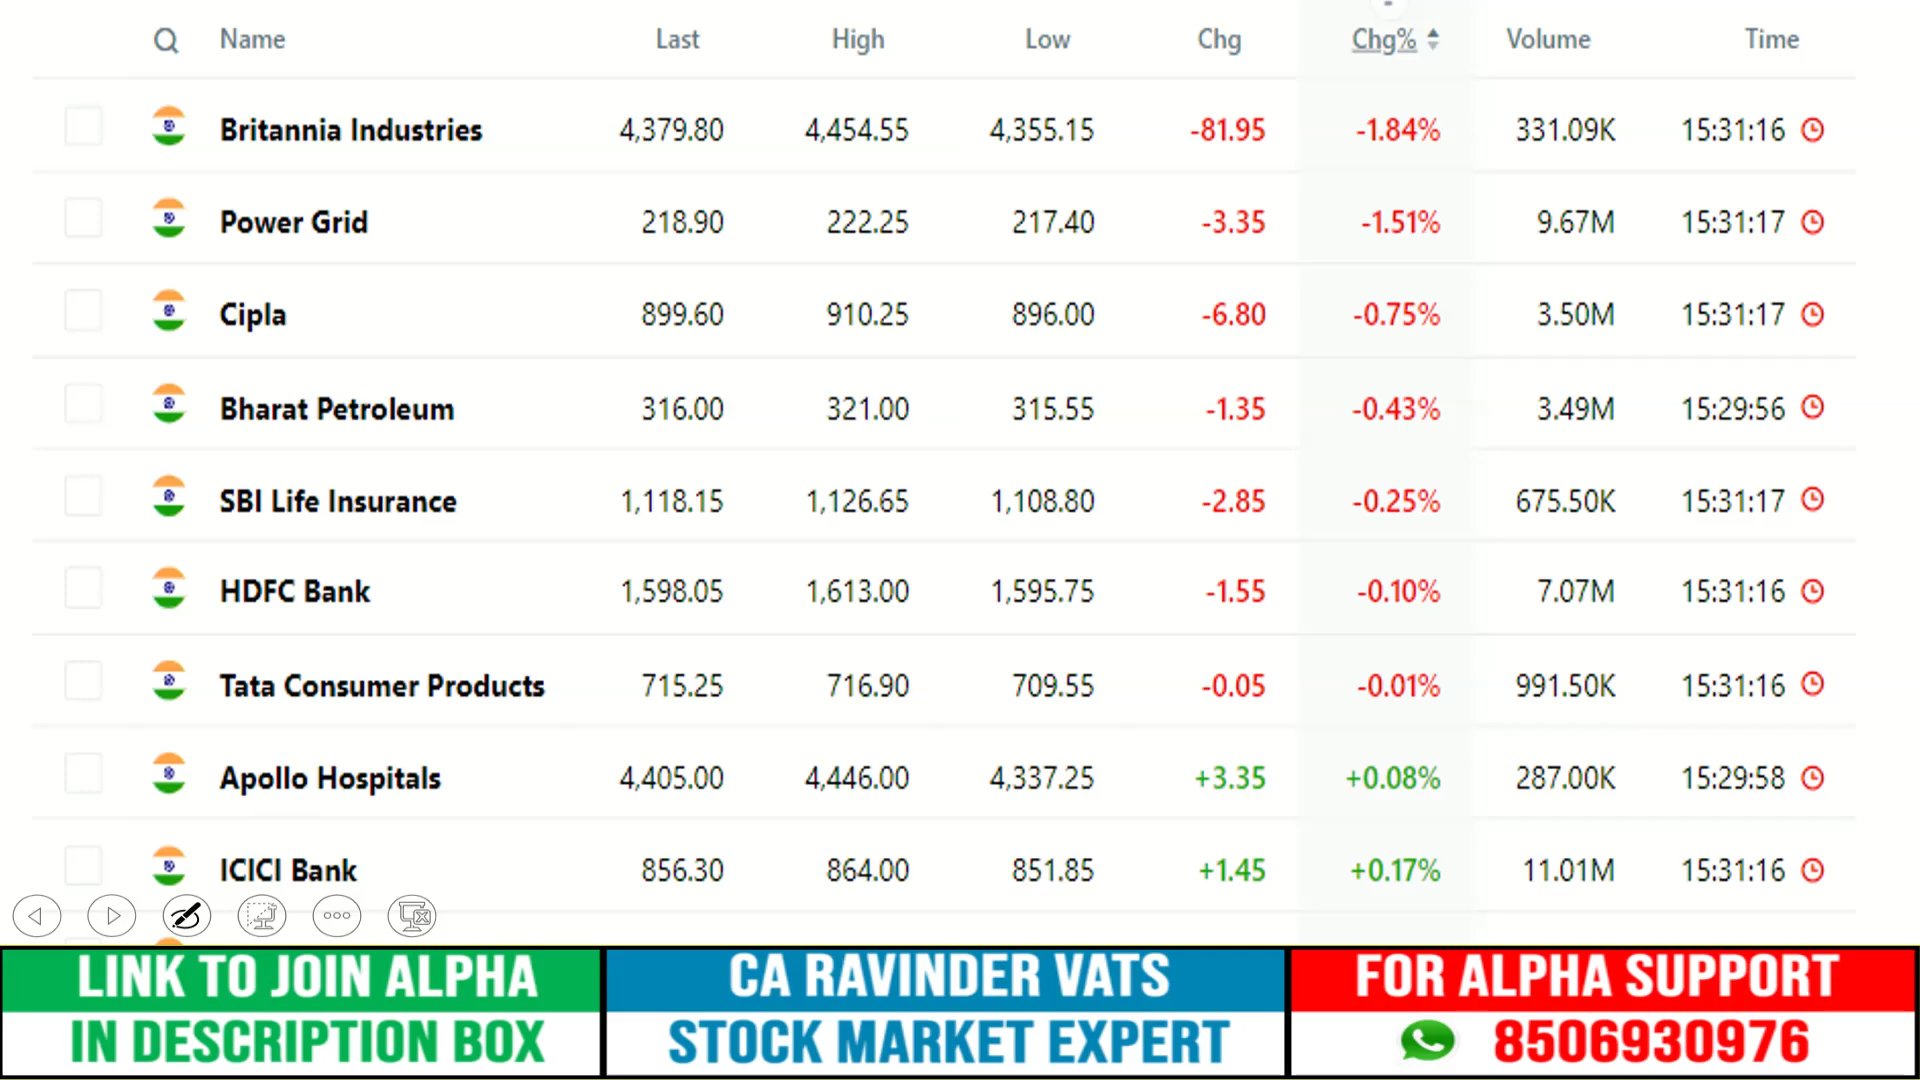 Name Last High Low Chg Chg% Volume Time
Britannia Industries 4,379.80 4,454.55 4,355.15 -81.95 -1.84% 331.09K 15:31:16
Power Grid 218.90 222.25 217.40 -3.35 -1.51% 9.67M 15:31:17
Cipla 899.60 910.25 896.00 -6.80 -0.75% 3.50M 15:31:17
Bharat Petroleum 316.00 321.00 315.55 -1.35 -0.43% 3.49M 15:29:56
SBI Life Insurance 1,118.15 1,126.65 1,108.80 -2.85 -0.25% 675.50K 15:31:17
HDFC Bank 1,598.05 1,613.00 1,595.75 -1.55 -0.10% 7.07M 15:31:16
Tata Consumer Products 715.25 716.90 709.55 -0.05 -0.01% 991.50K 15:31:16
Apollo Hospitals 4,405.00 4,446.00 4,337.25 +3.35 +0.08% 287.00K 15:29:58
ICICI Bank 856.30 864.00 851.85 +1.45 +0.17% 11.01M 15:31:16
LINK TO JOIN ALPHA
IN DESCRIPTION BOX
CA RAVINDER VATS
STOCK MARKET EXPERT
FOR ALPHA SUPPORT
8506930976